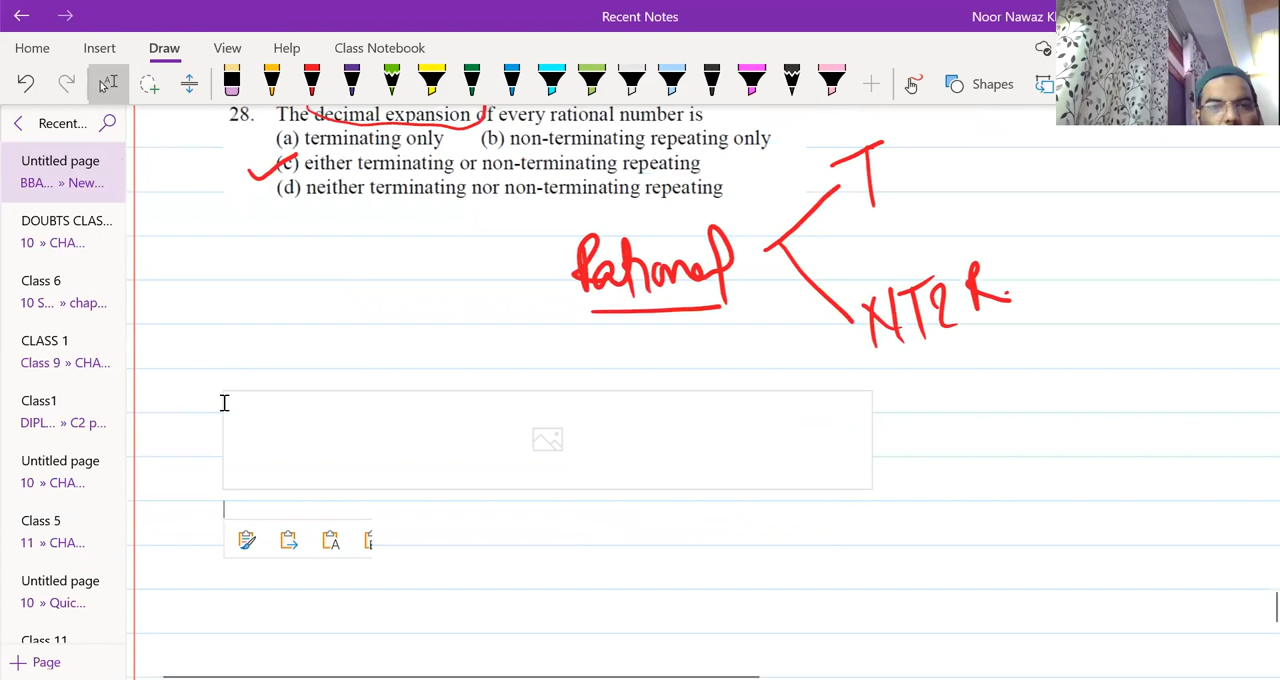 Recent Notes
Noor Nawaz K
Home Insert Draw View Help Class Notebook
Shapes
Recent...
Untitled page
BBA... » New...
DOUBTS CLAS...
10 » CHA...
Class 6
10 S... » chap...
CLASS 1
Class 9 » CHA...
Class1
DIPL... » C2 p...
Untitled page
10 » CHA...
Class 5
11 » CHA...
Untitled page
10 » Quic...
Class 11
Page
28. The decimal expansion of every rational number is
(a) terminating only (b) non-terminating repeating only
(c) either terminating or non-terminating repeating
(d) neither terminating nor non-terminating repeating
T
Rational
NT & R.